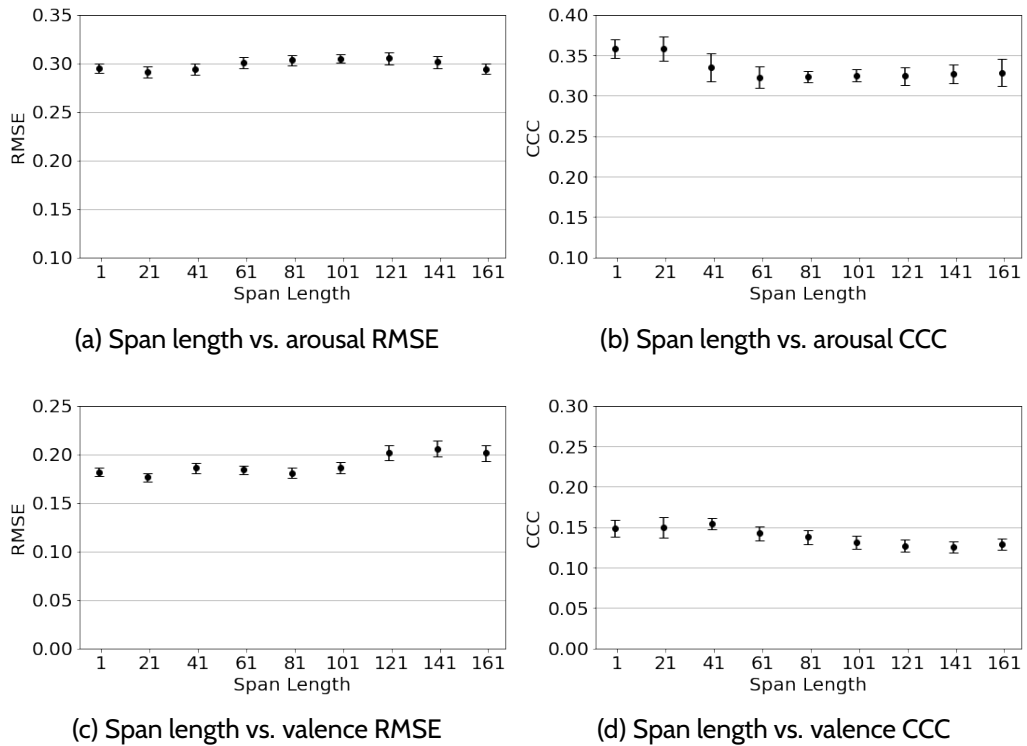 0.35
0.30
0.25
0.20
0.15
0.10
RMSE
1 21 41 61 81 101 121 141 161
Span Length
(a) Span length vs. arousal RMSE
0.40
0.35
0.30
0.25
0.20
0.15
0.10
CCC
1 21 41 61 81 101 121 141 161
Span Length
(b) Span length vs. arousal CCC
0.25
0.20
0.15
0.10
0.05
0.00
RMSE
1 21 41 61 81 101 121 141 161
Span Length
(c) Span length vs. valence RMSE
0.30
0.25
0.20
0.15
0.10
0.05
0.00
CCC
1 21 41 61 81 101 121 141 161
Span Length
(d) Span length vs. valence CCC